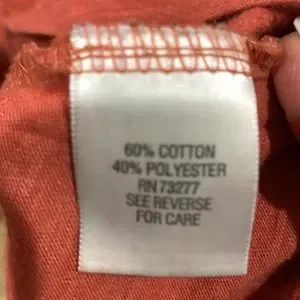 60% COTTON
40% POLYESTER
RN 73277
SEE REVERSE
FOR CARE